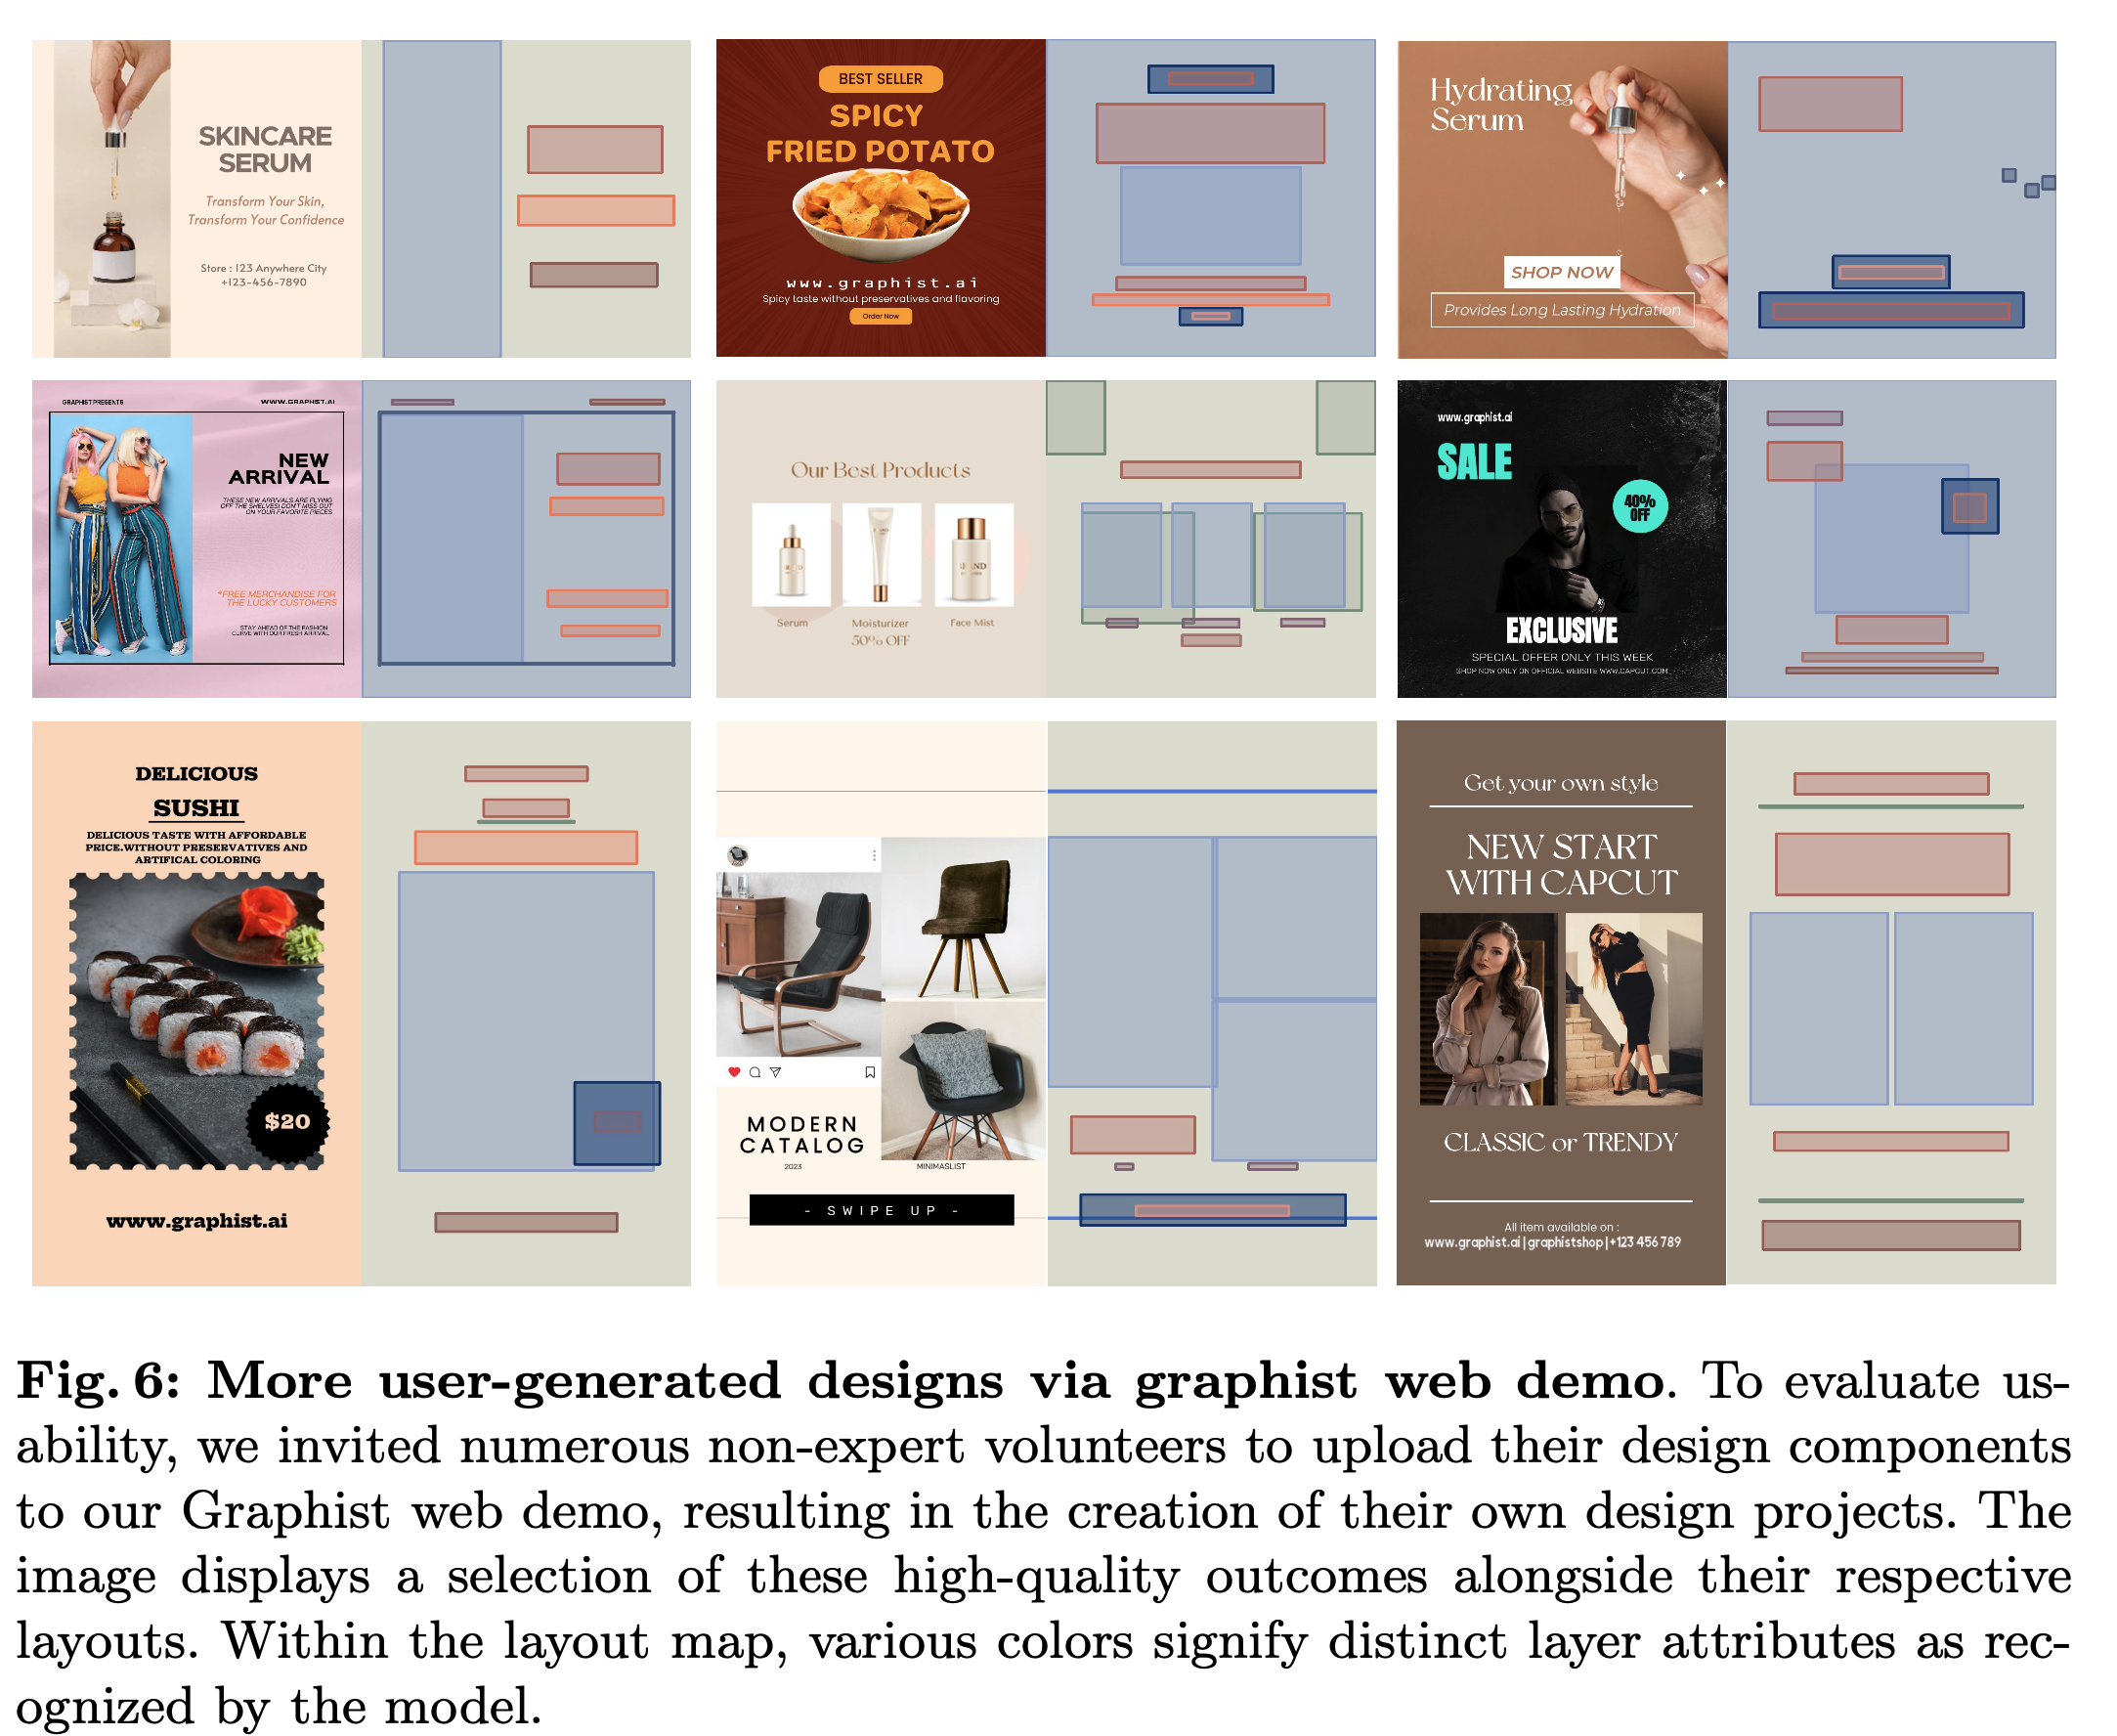 SKINCARE
SERUM
Transform Your Skin,
Transform Your Confidence
Store : 123 Anywhere City
+123-456-7890
BEST SELLER
SPICY
FRIED POTATO
www.graphist.ai
Spicy taste without preservatives and flavoring
Order Now
Hydrating
Serum
SHOP NOW
Provides Long Lasting Hydration
GRAPHIST PRESENTS
WWW.GRAPHIST.AI
NEW
ARRIVAL
THESE NEW ARRIVALS ARE FLYING
OFF THE SHELVES! DON'T MISS OUT
ON YOUR FAVORITE PIECES
*FREE MERCHANDISE FOR
THE LUCKY CUSTOMERS
STAY AHEAD OF THE FASHION
CURVE WITH OUR FRESH ARRIVAL
Our Best Products
BRAND
Serum
Moisturizer
Face Mist
50% OFF
www.graphist.ai
SALE
40%
OFF
EXCLUSIVE
SPECIAL OFFER ONLY THIS WEEK
SHOP NOW ONLY ON OFFICIAL WEBSITE WWW.CAPCUT.COM
DELICIOUS
SUSHI
DELICIOUS TASTE WITH AFFORDABLE
PRICE.WITHOUT PRESERVATIVES AND
ARTIFICAL COLORING
$20
www.graphist.ai
MODERN
CATALOG
2023
MINIMASLIST
- SWIPE UP -
Get your own style
NEW START
WITH CAPCUT
CLASSIC or TRENDY
All item available on :
www.graphist.ai|graphistshop|+123 456 789
Fig. 6: More user-generated designs via graphist web demo. To evaluate us-
ability, we invited numerous non-expert volunteers to upload their design components
to our Graphist web demo, resulting in the creation of their own design projects. The
image displays a selection of these high-quality outcomes alongside their respective
layouts. Within the layout map, various colors signify distinct layer attributes as rec-
ognized by the model.